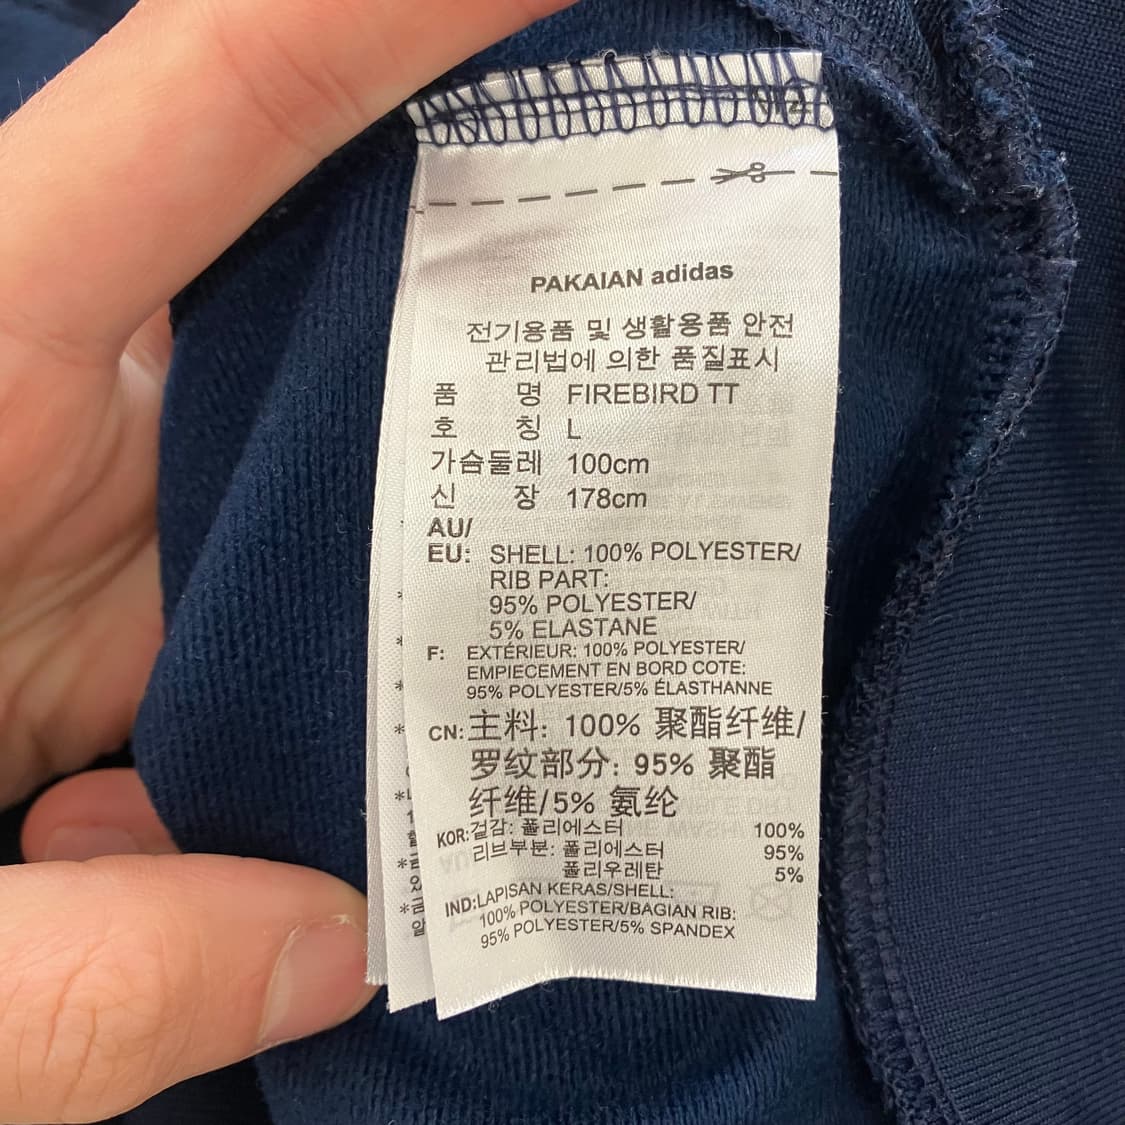 PAKAIAN adidas
전기용품 및 생활용품 안전
관리법에 의한 품질표시
품 명 FIREBIRD TT
호 칭 L
가슴둘레 100cm
신 장 178cm
AU/
EU: SHELL: 100% POLYESTER/
RIB PART:
95% POLYESTER/
5% ELASTANE
F: EXTÉRIEUR: 100% POLYESTER/
EMPIECEMENT EN BORD COTE:
95% POLYESTER/5% ÉLASTHANNE
CN: 主料: 100% 聚酯纤维/
罗纹部分: 95% 聚酯
纤维/5% 氨纶
KOR: 겉감: 폴리에스터 100%
리브부분: 폴리에스터 95%
폴리우레탄 5%
IND: LAPISAN KERAS/SHELL:
100% POLYESTER/BAGIAN RIB:
95% POLYESTER/5% SPANDEX